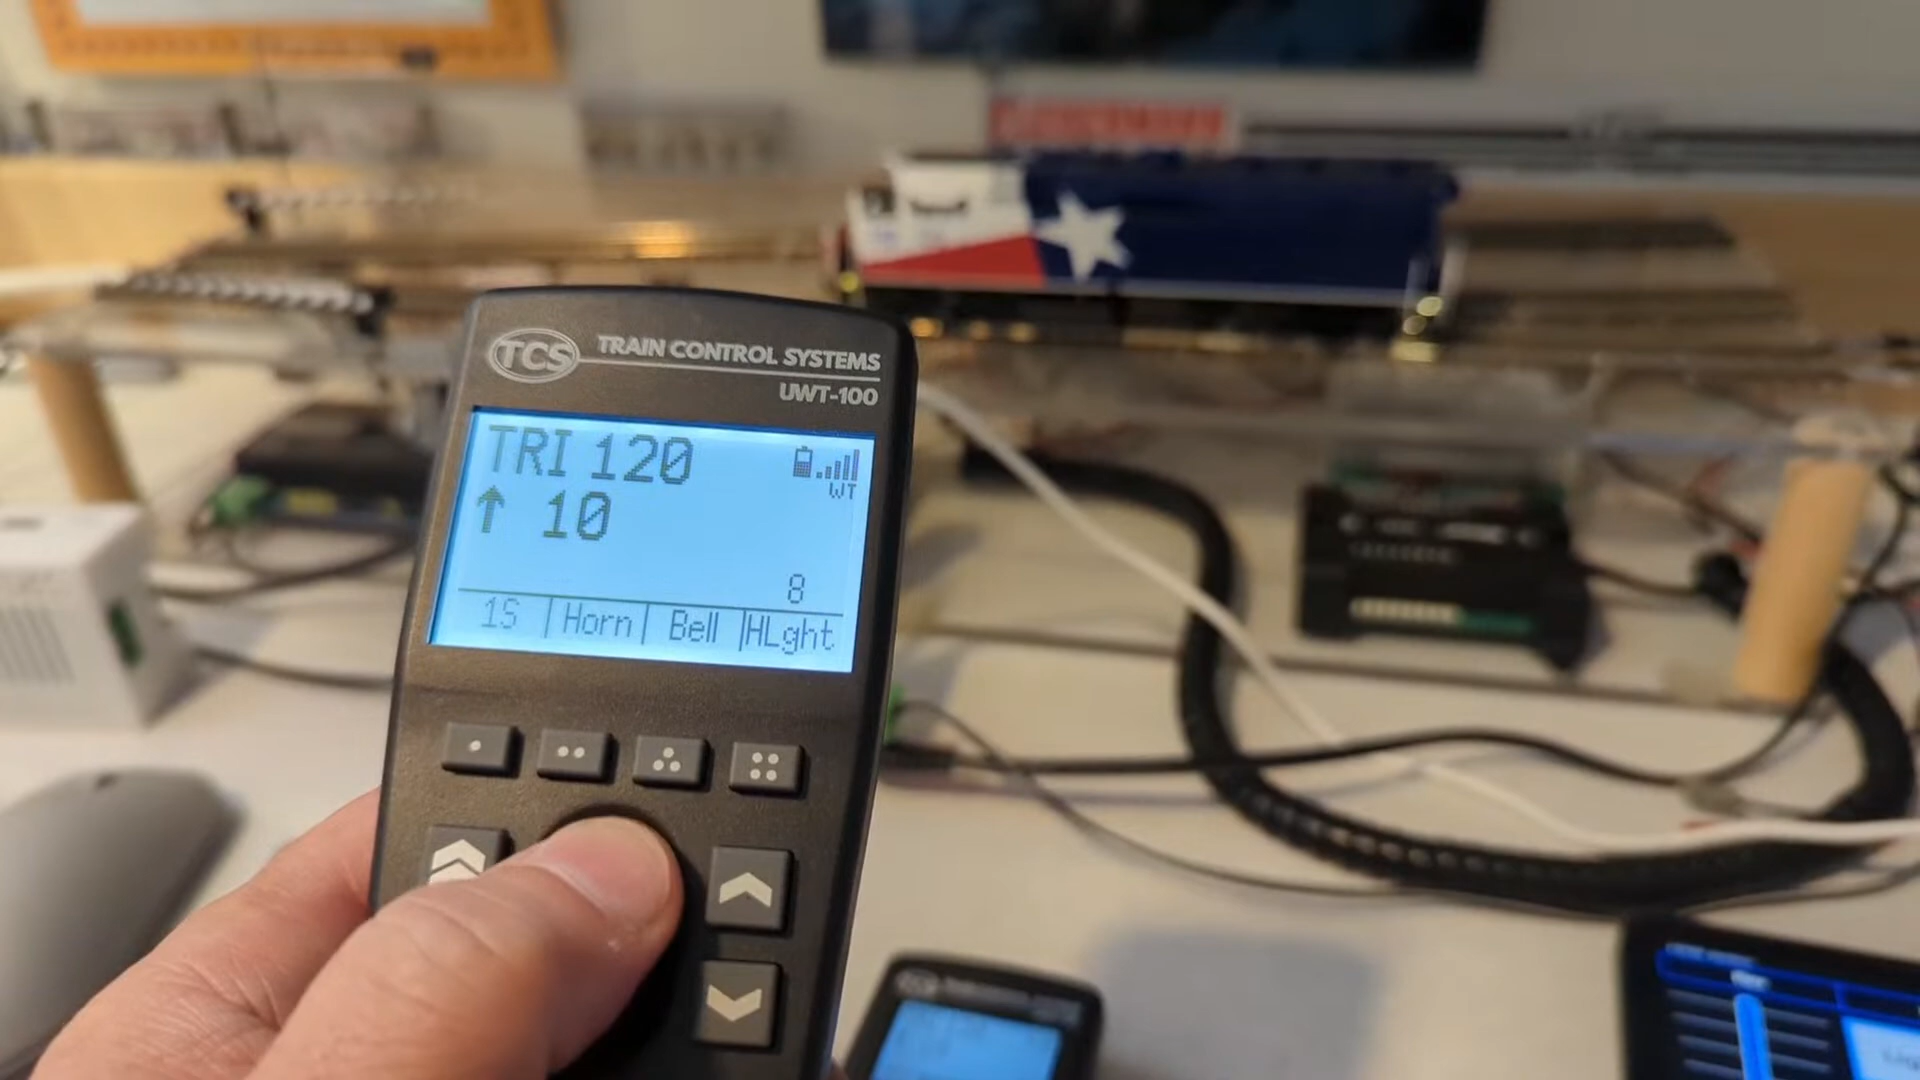 TCS TRAIN CONTROL SYSTEMS
UWT-100
TRI 120
WT
↑ 10
8
1S Horn Bell HLght